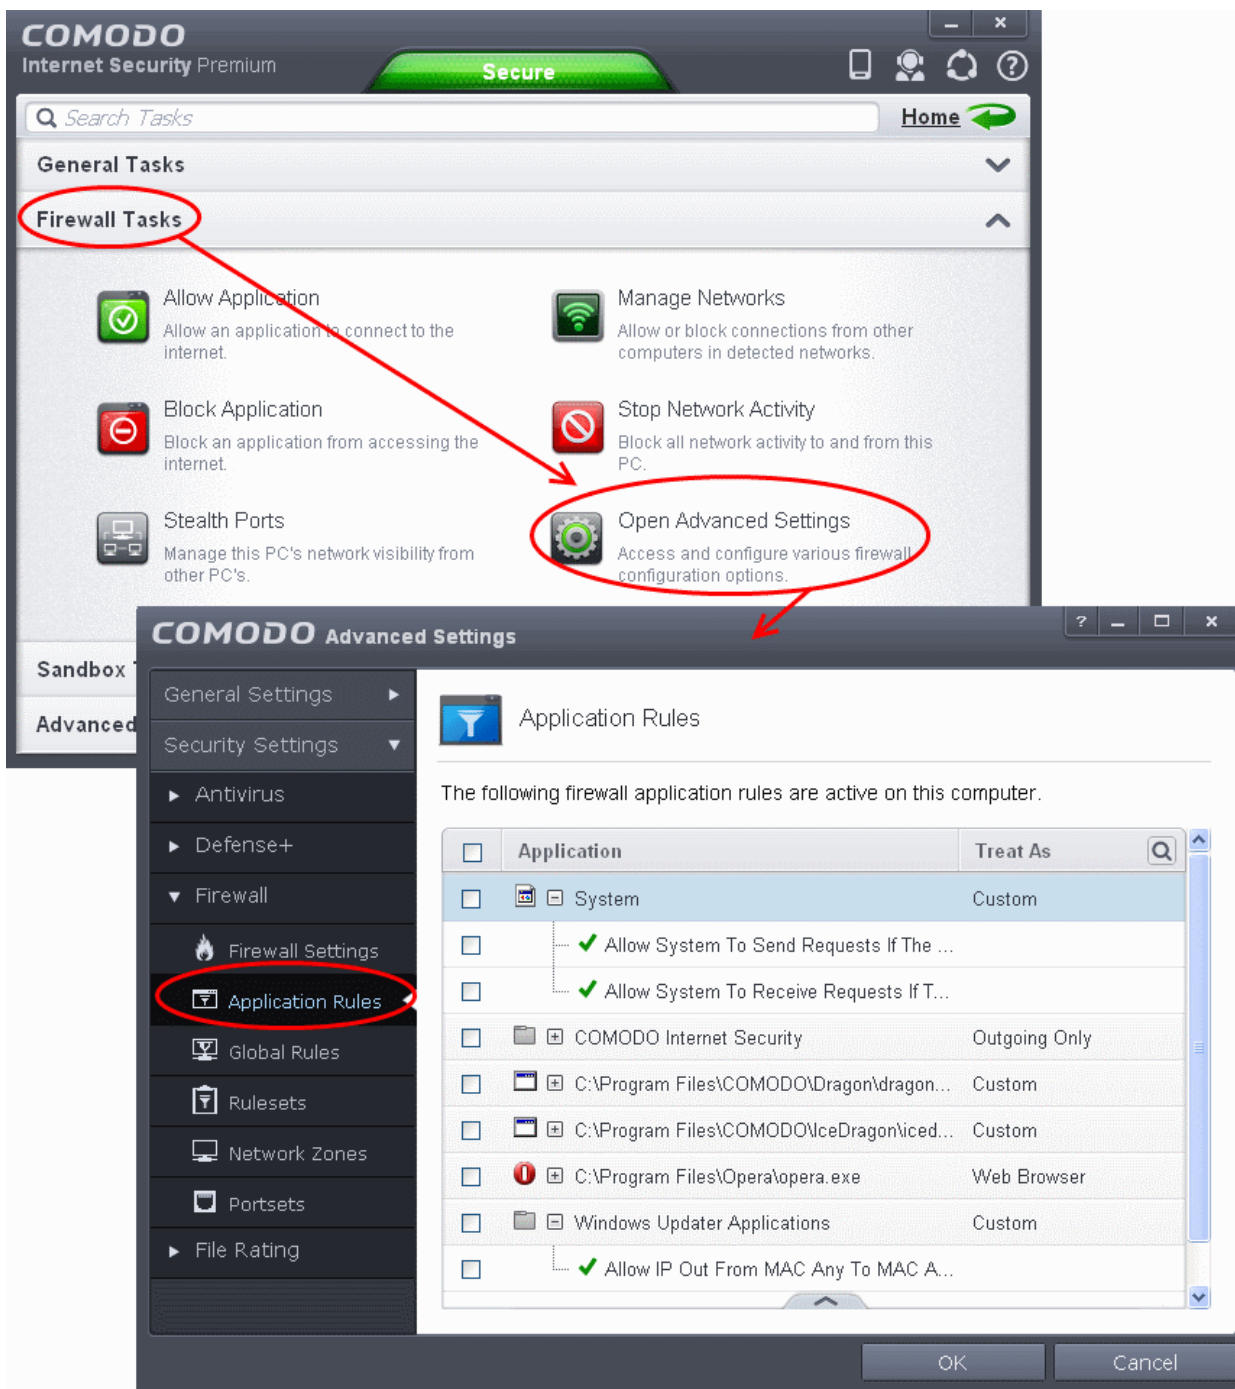 COMODO
Internet Security Premium
Secure
Search Tasks
Home
General Tasks
Firewall Tasks
Allow Application
Allow an application to connect to the
internet.
Manage Networks
Allow or block connections from other
computers in detected networks.
Block Application
Block an application from accessing the
internet.
Stop Network Activity
Block all network activity to and from this
PC.
Stealth Ports
Manage this PC's network visibility from
other PC's.
Open Advanced Settings
Access and configure various firewall
configuration options.
Sandbox
Advanced
COMODO Advanced Settings
General Settings
Security Settings
Antivirus
Defense+
Firewall
Firewall Settings
Application Rules
Global Rules
Rulesets
Network Zones
Portsets
File Rating
Application Rules
The following firewall application rules are active on this computer.
Application Treat As
System Custom
Allow System To Send Requests If The ...
Allow System To Receive Requests If T...
COMODO Internet Security Outgoing Only
C:\Program Files\COMODO\Dragon\dragon... Custom
C:\Program Files\COMODO\IceDragon\iced... Custom
C:\Program Files\Opera\opera.exe Web Browser
Windows Updater Applications Custom
Allow IP Out From MAC Any To MAC A...
OK Cancel